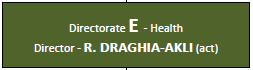 Directorate E - Health
Director - R. DRAGHIA-AKLI (act)